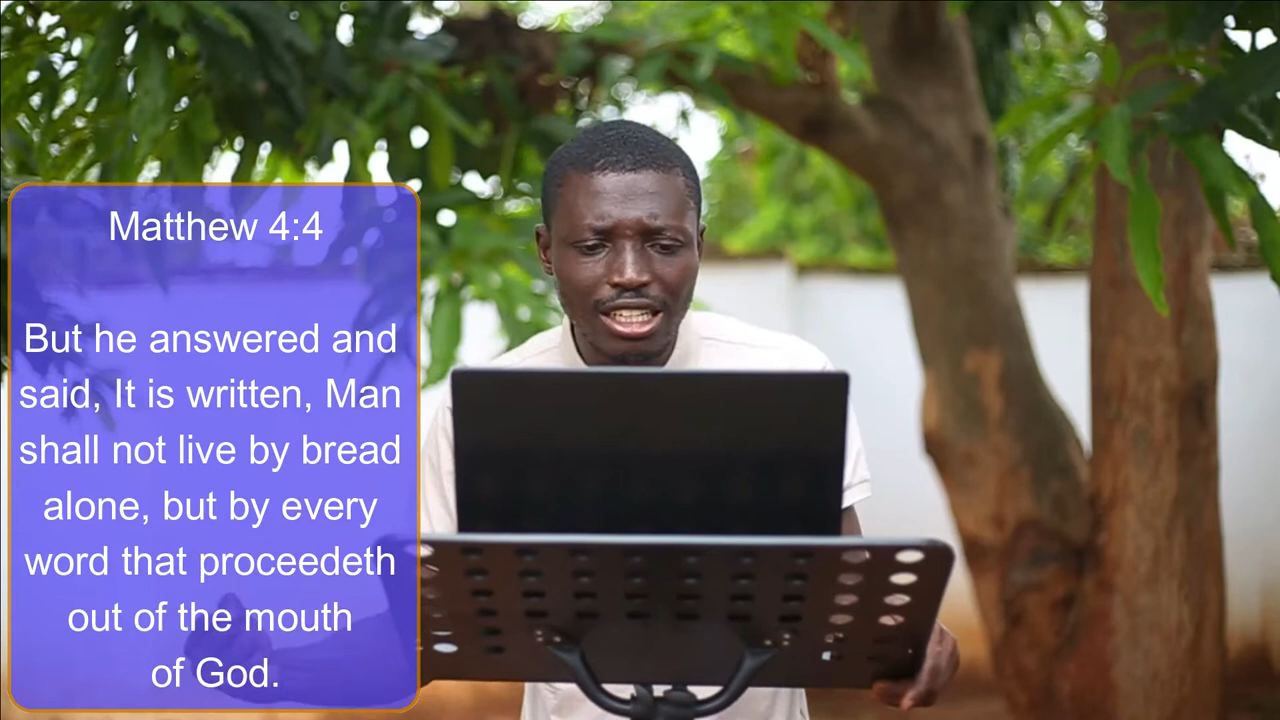 Matthew 4:4
But he answered and
said, It is written, Man
shall not live by bread
alone, but by every
word that proceedeth
out of the mouth
of God.